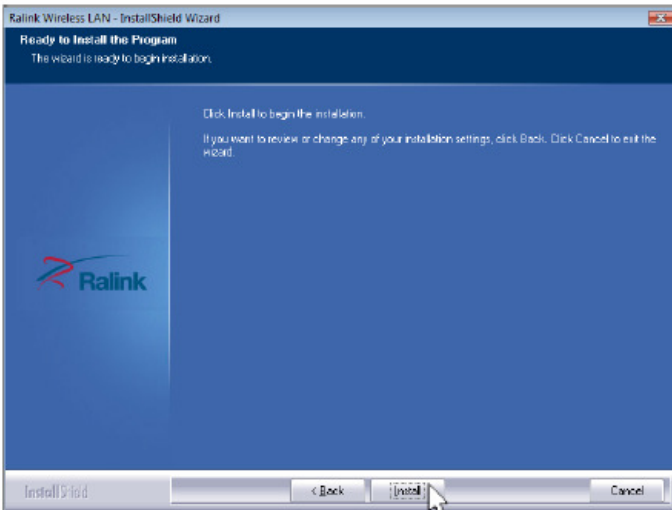 Ralink Wireless LAN - InstallShield Wizard
Ready to Install the Program
The wizard is ready to begin installation.
Click Install to begin the installation.
If you want to review or change any of your installation settings, click Back. Click Cancel to exit the
wizard.
Ralink
InstallShield
< Back Install Cancel